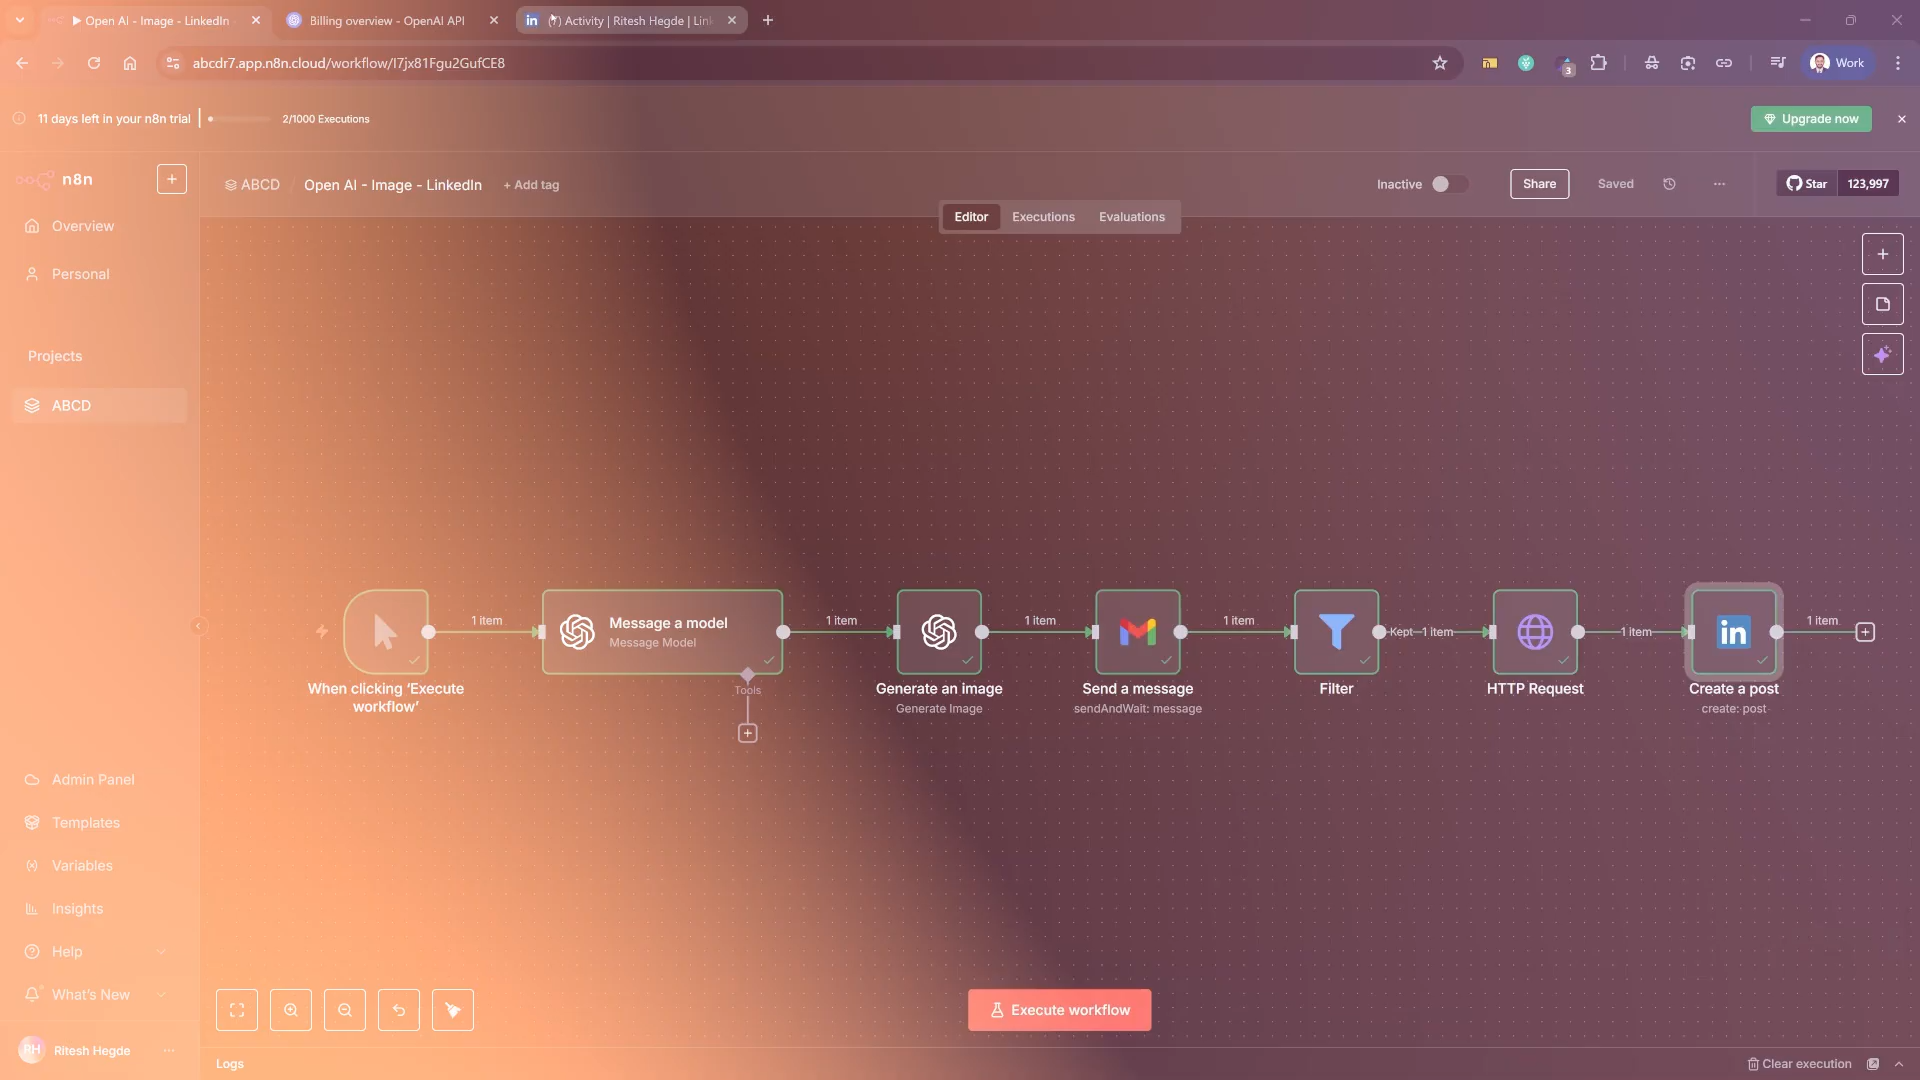 Open AI - Image - LinkedIn
Billing overview - OpenAI API
(7) Activity | Ritesh Hegde | Lin
abcdr7.app.n8n.cloud/workflow/I7jx81Fgu2GufCE8
3
Work
11 days left in your n8n trial
2/1000 Executions
Upgrade now
n8n
ABCD / Open AI - Image - LinkedIn + Add tag
Inactive
Share
Saved
Star
123,997
Editor
Executions
Evaluations
Overview
Personal
Projects
ABCD
1 item
Message a model
Message Model
1 item
1 item
1 item
Kept 1 item
1 item
1 item
Tools
When clicking ‘Execute
workflow’
Generate an image
Generate Image
Send a message
sendAndWait: message
Filter
HTTP Request
Create a post
create: post
Admin Panel
Templates
Variables
Insights
Help
What's New
RH
Ritesh Hegde
Execute workflow
Logs
Clear execution